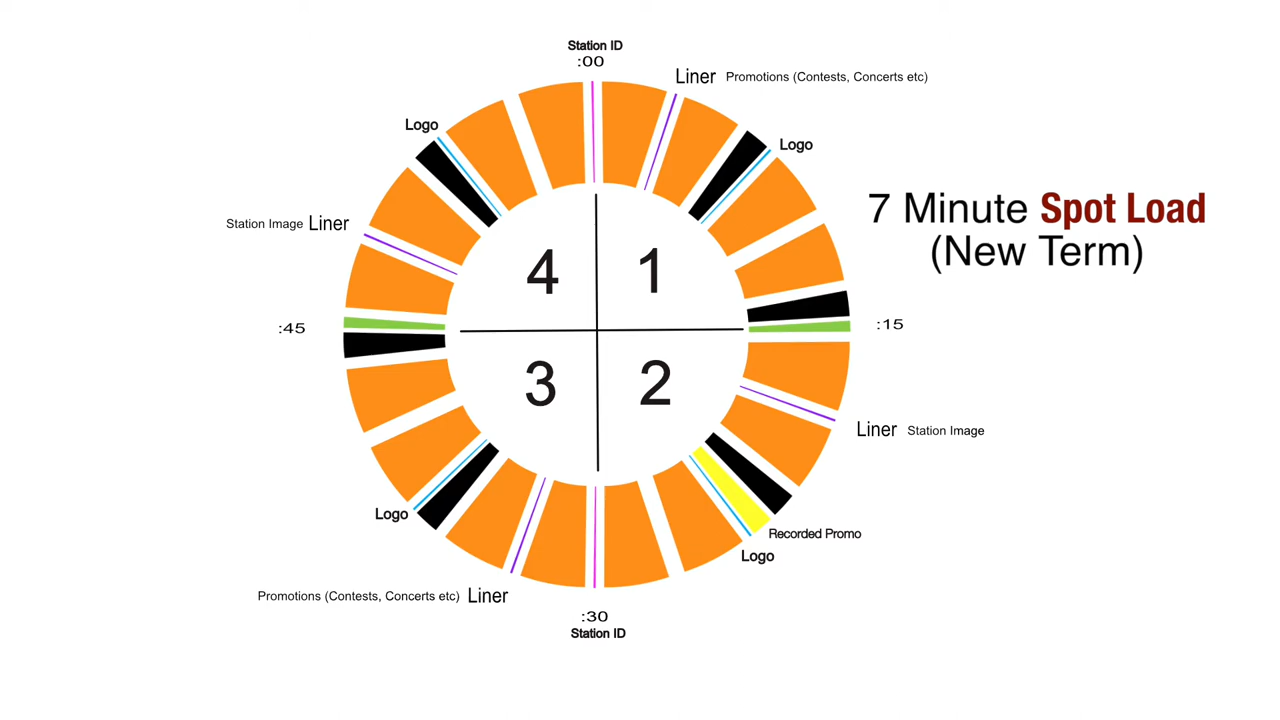 Station ID
:00
Liner Promotions (Contests, Concerts etc)
Logo
Logo
7 Minute Spot Load
(New Term)
Station Image Liner
4
1
:45
:15
3
2
Liner Station Image
Logo
Recorded Promo
Logo
Promotions (Contests, Concerts etc) Liner
:30
Station ID